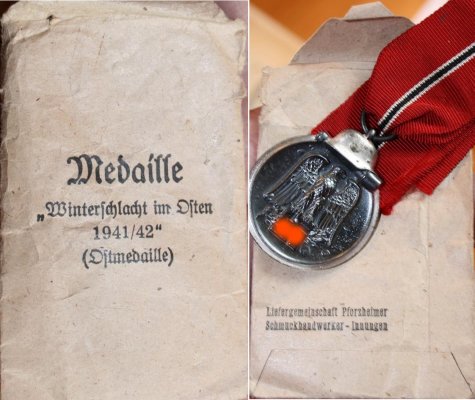 Medaille
„Winterschlacht im Osten
1941/42“
(Ostmedaille)
Liefergemeinschaft Pforzheimer
Schmuckhandwerker - Innungen